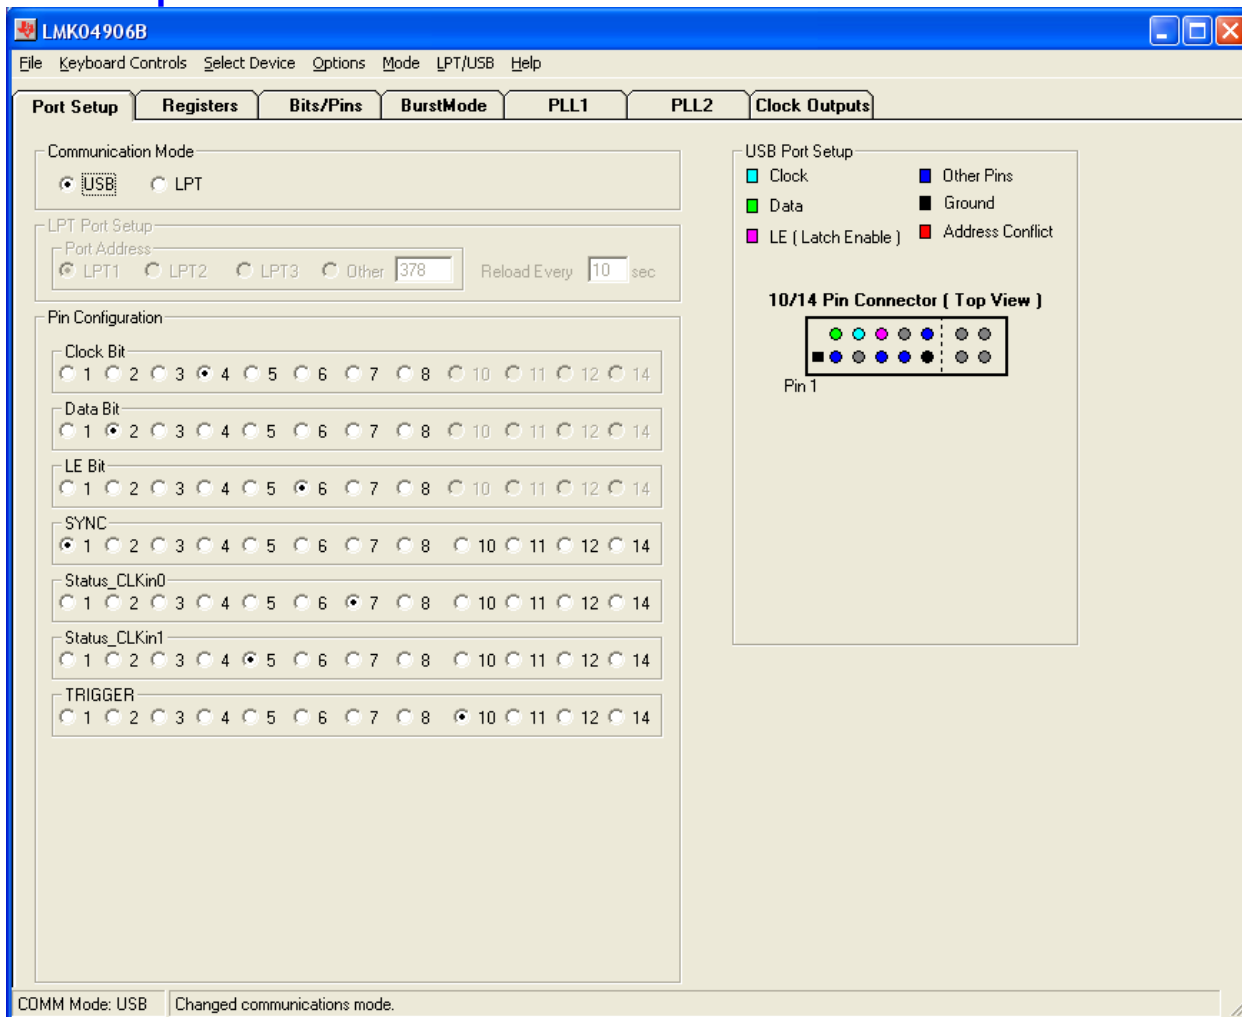 LMK04906B
File Keyboard Controls Select Device Options Mode LPT/USB Help
Port Setup Registers Bits/Pins BurstMode PLL1 PLL2 Clock Outputs
Communication Mode
USB LPT
LPT Port Setup
Port Address
LPT1 LPT2 LPT3 Other 378 Reload Every 10 sec
Pin Configuration
Clock Bit
1 2 3 4 5 6 7 8 10 11 12 14
Data Bit
1 2 3 4 5 6 7 8 10 11 12 14
LE Bit
1 2 3 4 5 6 7 8 10 11 12 14
SYNC
1 2 3 4 5 6 7 8 10 11 12 14
Status_CLKin0
1 2 3 4 5 6 7 8 10 11 12 14
Status_CLKin1
1 2 3 4 5 6 7 8 10 11 12 14
TRIGGER
1 2 3 4 5 6 7 8 10 11 12 14
USB Port Setup
Clock Other Pins
Data Ground
LE ( Latch Enable ) Address Conflict
10/14 Pin Connector ( Top View )
Pin 1
COMM Mode: USB Changed communications mode.